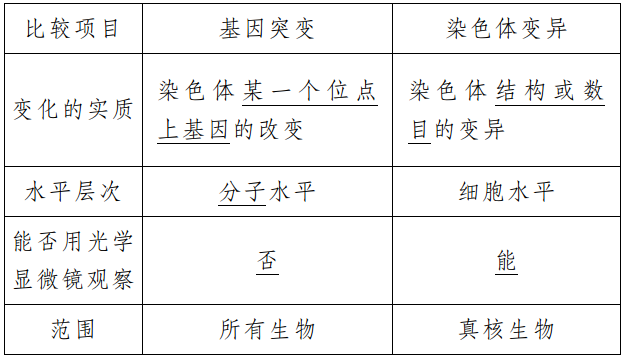 比较项目 基因突变 染色体变异
变化的实质 染色体某一个位点上基因的改变 染色体结构或数目的变异
水平层次 分子水平 细胞水平
能否用光学显微镜观察 否 能
范围 所有生物 真核生物